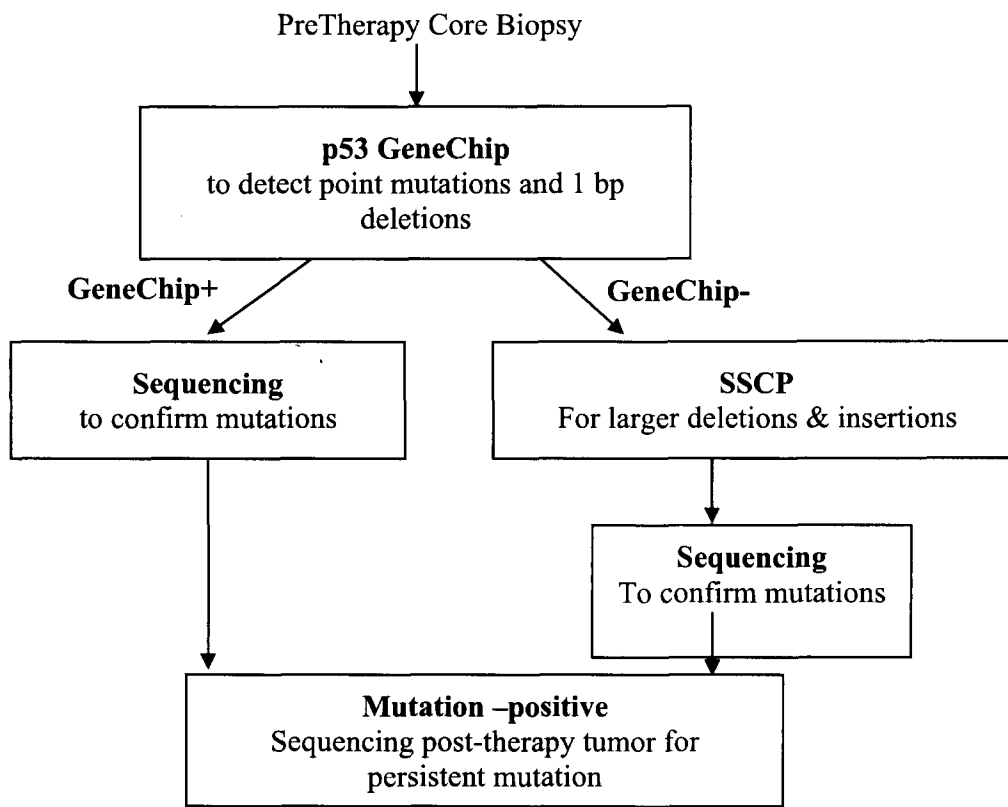 PreTherapy Core Biopsy
p53 GeneChip
to detect point mutations and 1 bp
deletions
GeneChip+
GeneChip-
Sequencing
to confirm mutations
SSCP
For larger deletions & insertions
Sequencing
To confirm mutations
Mutation –positive
Sequencing post-therapy tumor for
persistent mutation